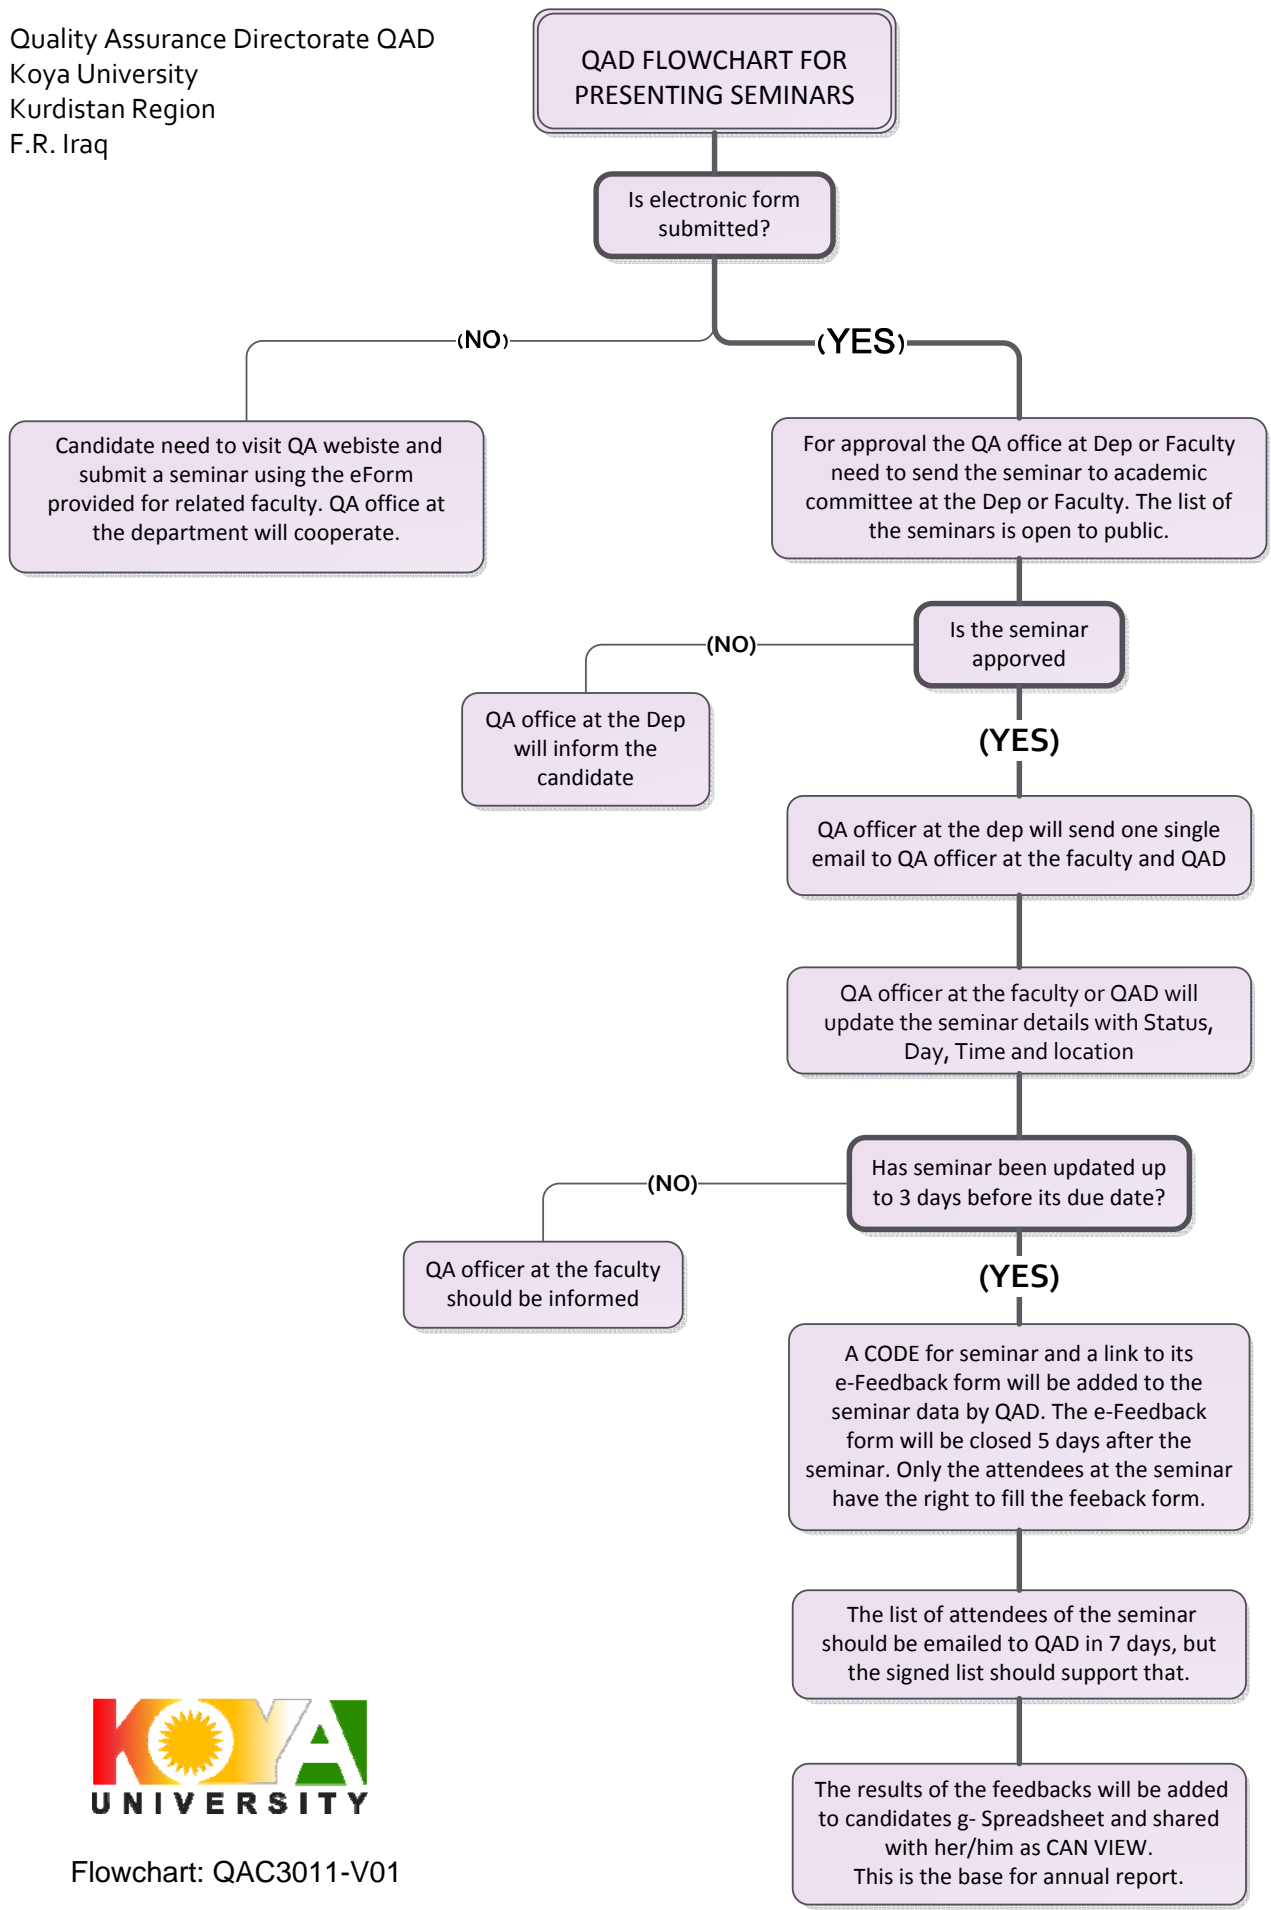 Quality Assurance Directorate QAD
Koya University
Kurdistan Region
F.R. Iraq
QAD FLOWCHART FOR
PRESENTING SEMINARS
Is electronic form
submitted?
(NO)
(YES)
Candidate need to visit QA webiste and
submit a seminar using the eForm
provided for related faculty. QA office at
the department will cooperate.
For approval the QA office at Dep or Faculty
need to send the seminar to academic
committee at the Dep or Faculty. The list of
the seminars is open to public.
Is the seminar
apporved
(NO)
QA office at the Dep
will inform the
candidate
(YES)
QA officer at the dep will send one single
email to QA officer at the faculty and QAD
QA officer at the faculty or QAD will
update the seminar details with Status,
Day, Time and location
Has seminar been updated up
to 3 days before its due date?
(NO)
QA officer at the faculty
should be informed
(YES)
A CODE for seminar and a link to its
e-Feedback form will be added to the
seminar data by QAD. The e-Feedback
form will be closed 5 days after the
seminar. Only the attendees at the seminar
have the right to fill the feeback form.
The list of attendees of the seminar
should be emailed to QAD in 7 days, but
the signed list should support that.
The results of the feedbacks will be added
to candidates g- Spreadsheet and shared
with her/him as CAN VIEW.
This is the base for annual report.
KOYA
UNIVERSITY
Flowchart: QAC3011-V01